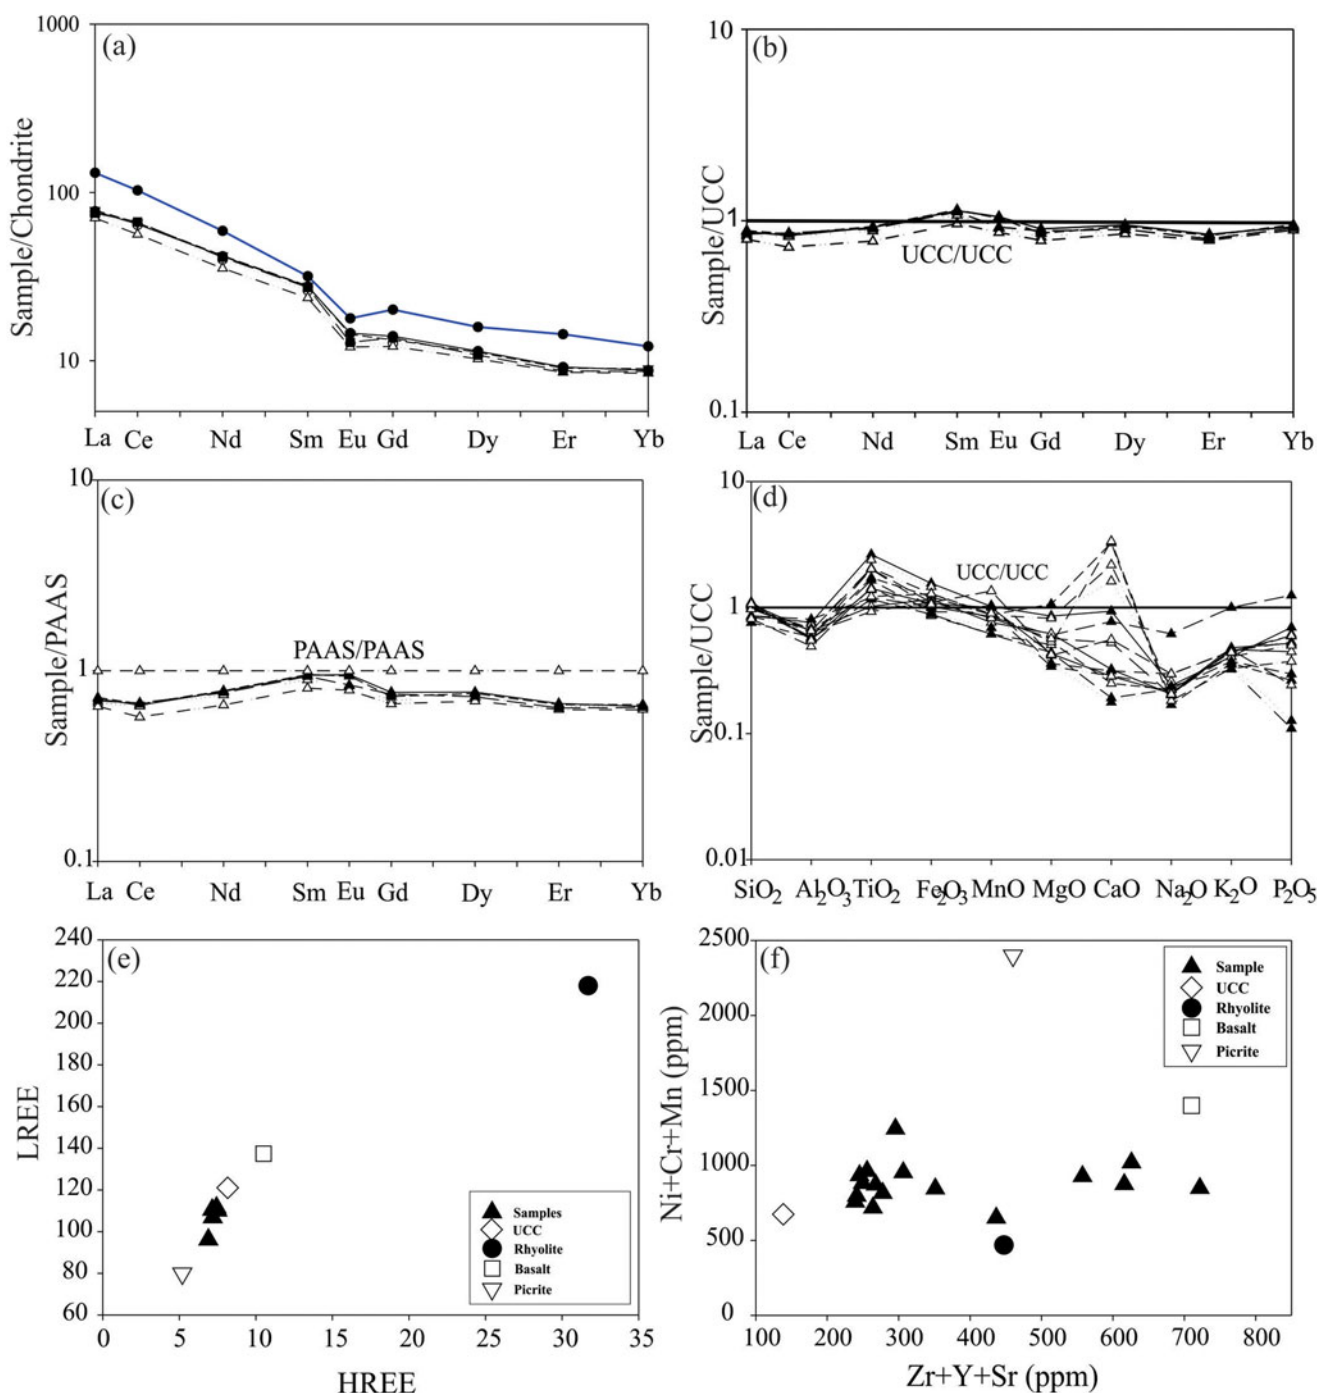 (a)
1000
100
10
Sample/Chondrite
La Ce Nd Sm Eu Gd Dy Er Yb
(b)
10
1
0.1
Sample/UCC
UCC/UCC
La Ce Nd Sm Eu Gd Dy Er Yb
(c)
10
1
0.1
Sample/PAAS
PAAS/PAAS
La Ce Nd Sm Eu Gd Dy Er Yb
(d)
10
1
0.1
0.01
Sample/UCC
UCC/UCC
SiO2 Al2O3 TiO2 Fe2O3 MnO MgO CaO Na2O K2O P2O5
(e)
240
220
200
180
160
140
120
100
80
60
LREE
Samples
UCC
Rhyolite
Basalt
Picrite
0 5 10 15 20 25 30 35
HREE
(f)
2500
2000
1500
1000
500
0
Ni+Cr+Mn (ppm)
Sample
UCC
Rhyolite
Basalt
Picrite
100 200 300 400 500 600 700 800
Zr+Y+Sr (ppm)